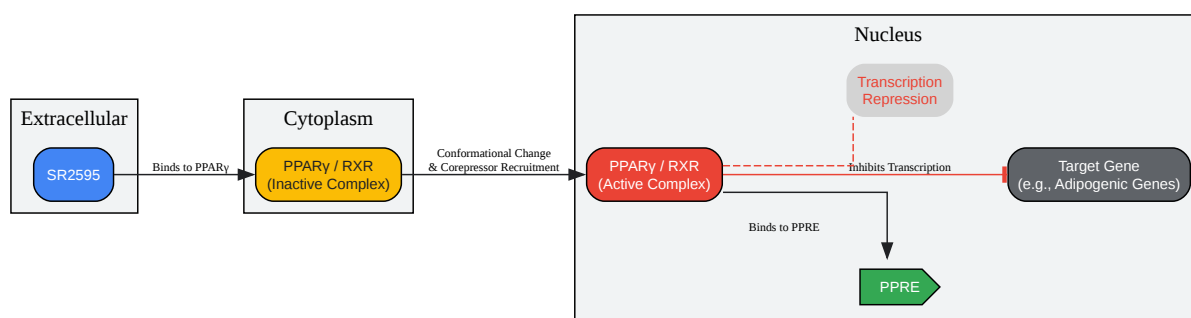 Extracellular
SR2595
Binds to PPARγ
Cytoplasm
PPARγ / RXR
(Inactive Complex)
Conformational Change
& Corepressor Recruitment
Nucleus
Transcription
Repression
PPARγ / RXR
(Active Complex)
Inhibits Transcription
Target Gene
(e.g., Adipogenic Genes)
Binds to PPRE
PPRE